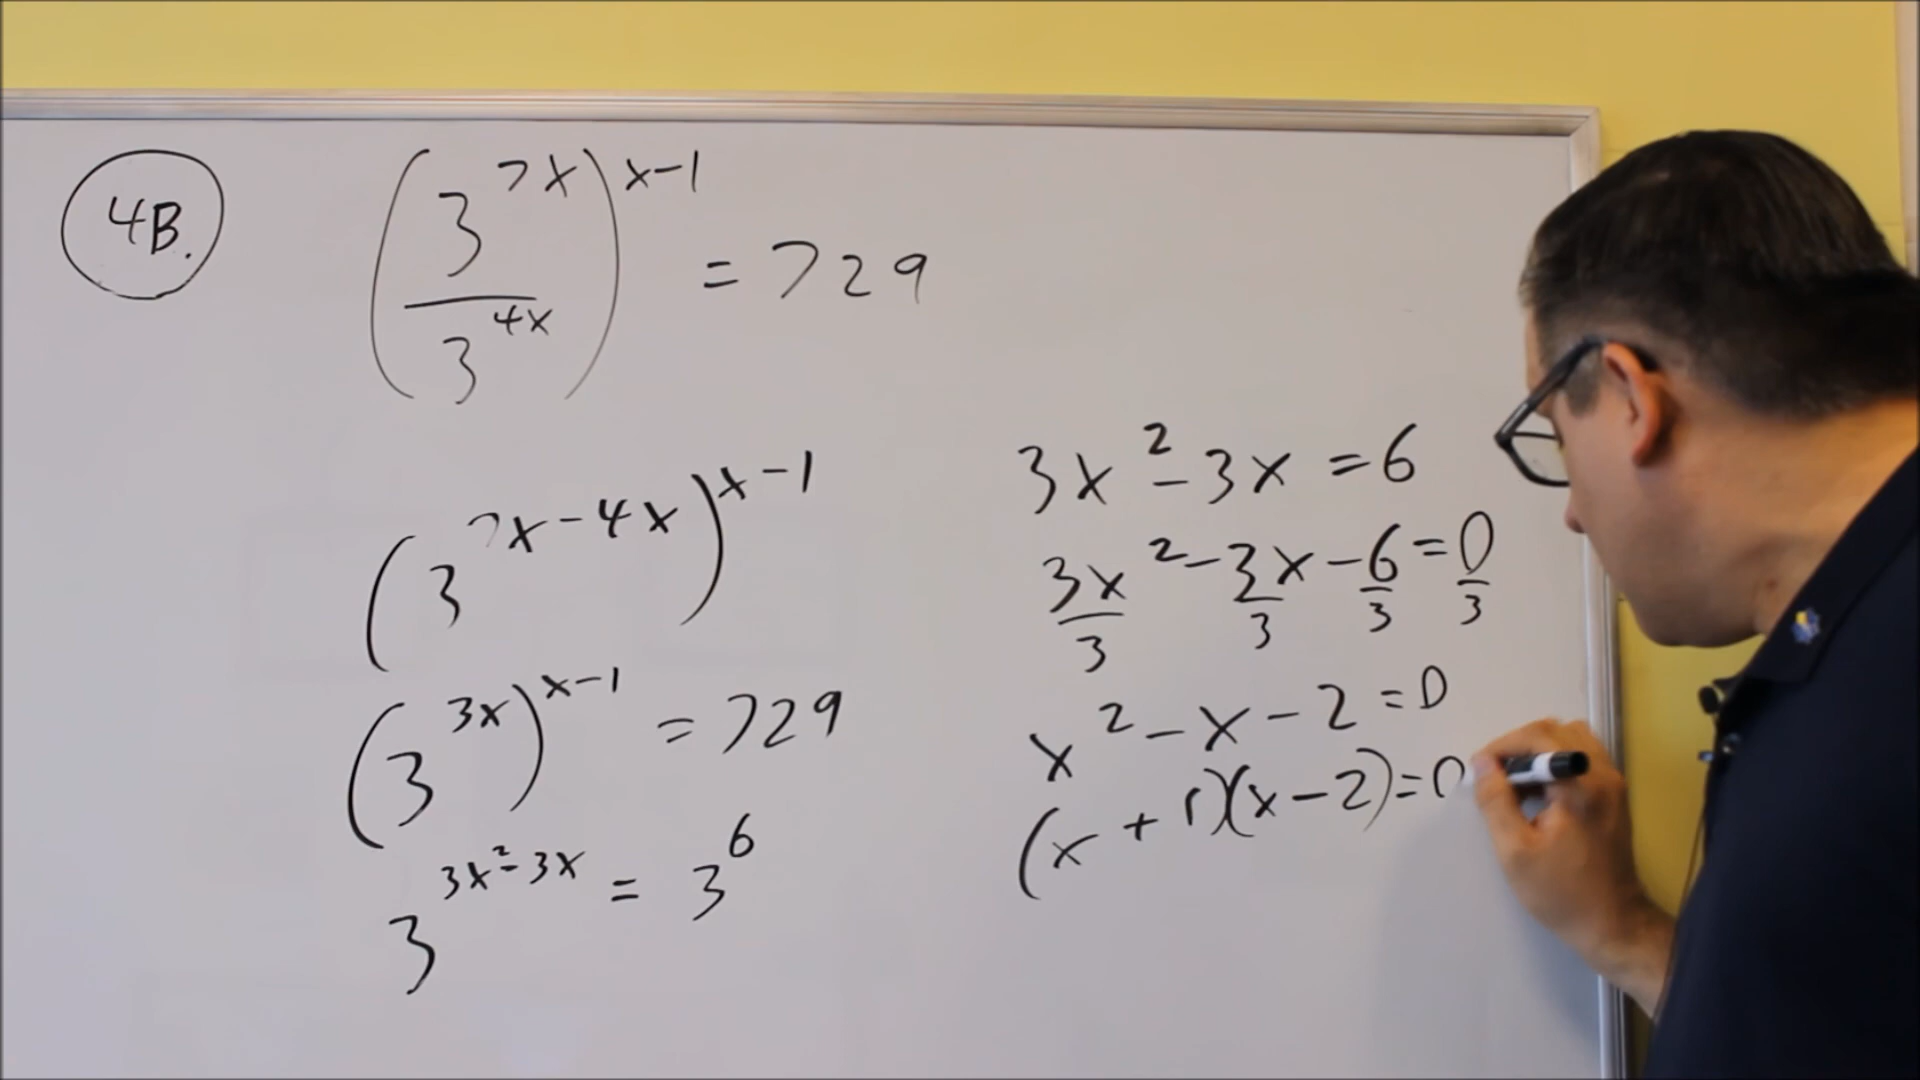 4B.
(3^7x / 3^4x)^x-1 = 729
(3^7x-4x)^x-1
(3^3x)^x-1 = 729
3^3x²-3x = 3^6
3x²-3x=6
3x²/3-3x/3-6/3=0/3
x²-x-2=0
(x+1)(x-2)=0